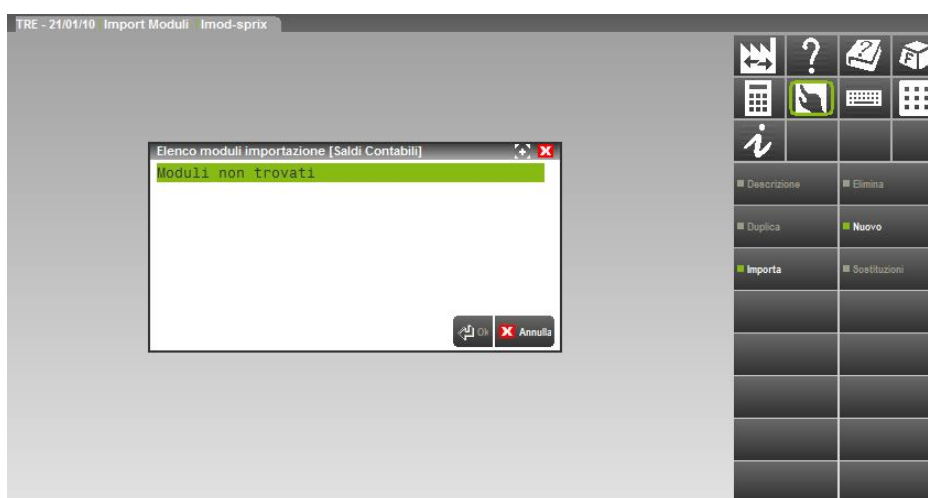 TRE - 21/01/10 Import Moduli Imod-sprix
Elenco moduli importazione [Saldi Contabili]
Moduli non trovati
Ok Annulla
Descrizione Elimina
Duplica Nuovo
Importa Sostituzioni